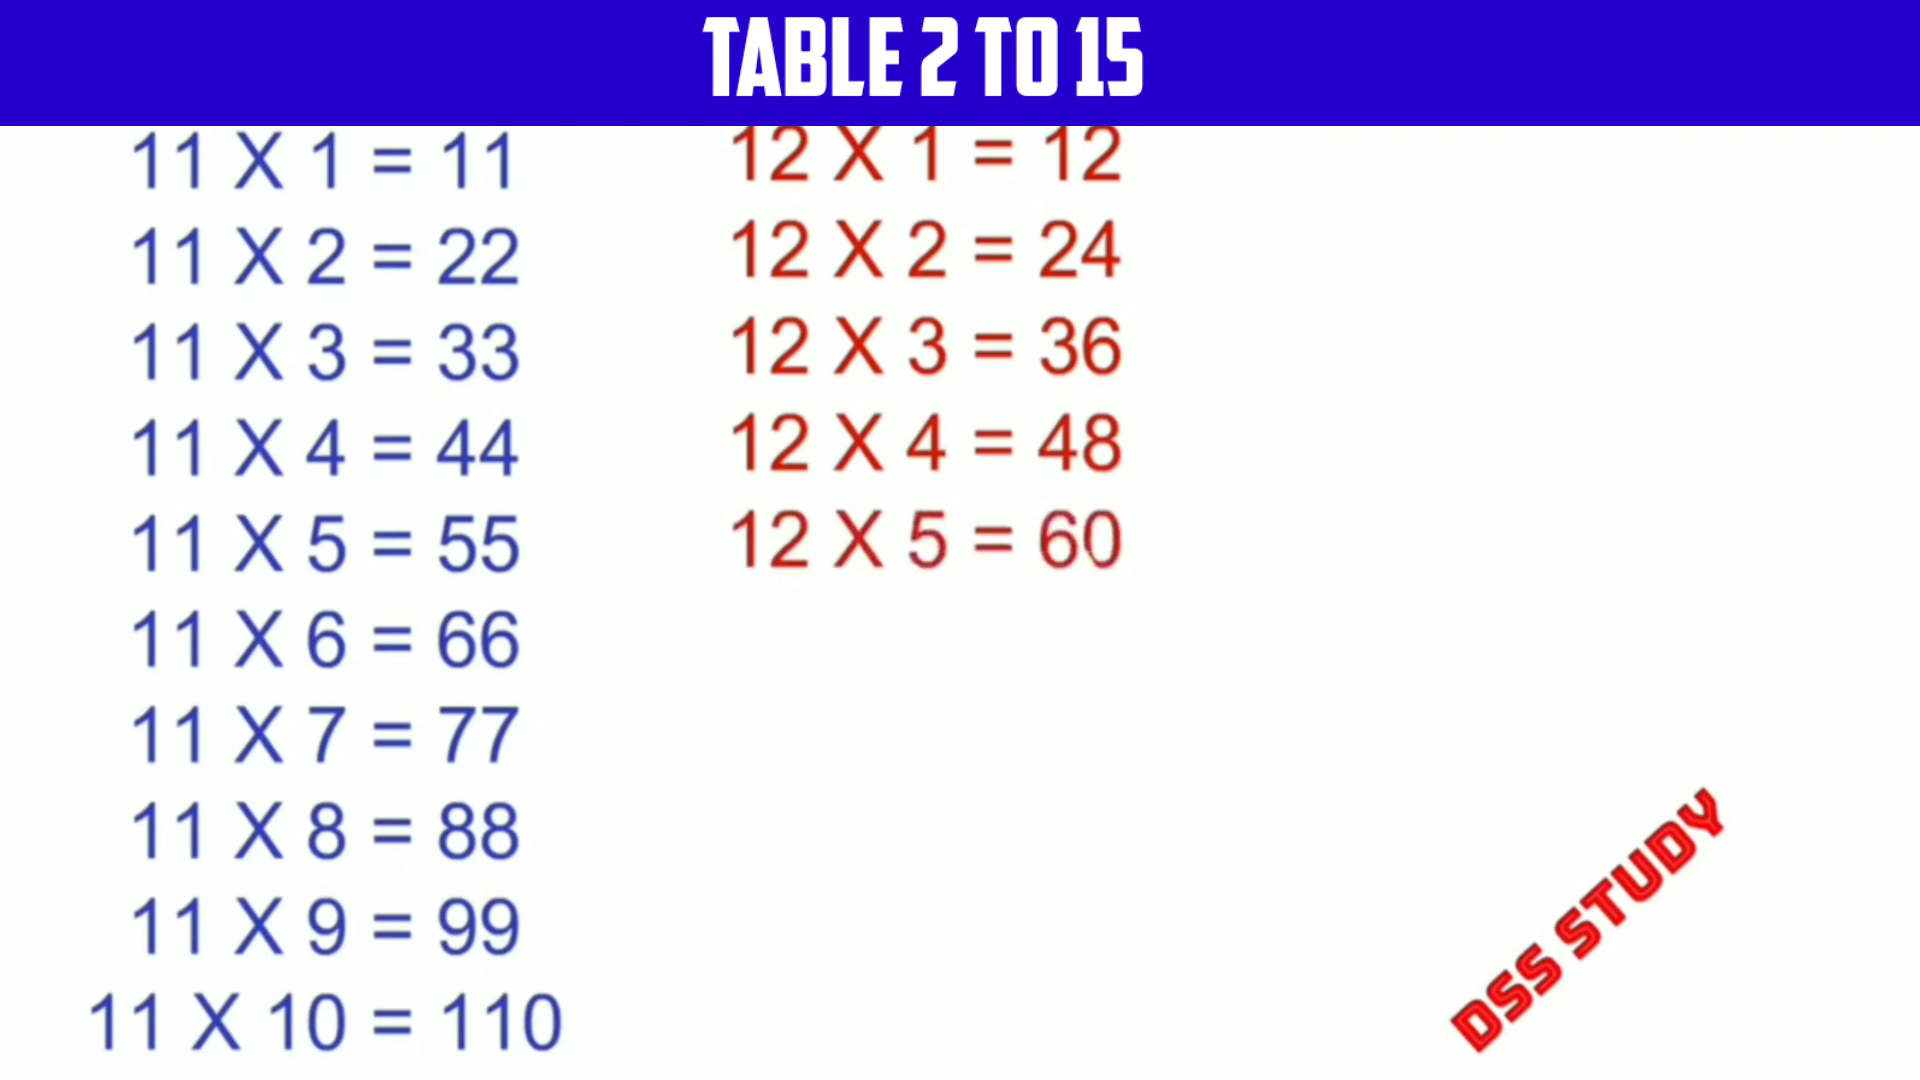 TABLE 2 TO 15
11 X 1 = 11
11 X 2 = 22
11 X 3 = 33
11 X 4 = 44
11 X 5 = 55
11 X 6 = 66
11 X 7 = 77
11 X 8 = 88
11 X 9 = 99
11 X 10 = 110
12 X 1 = 12
12 X 2 = 24
12 X 3 = 36
12 X 4 = 48
12 X 5 = 60
DSS STUDY